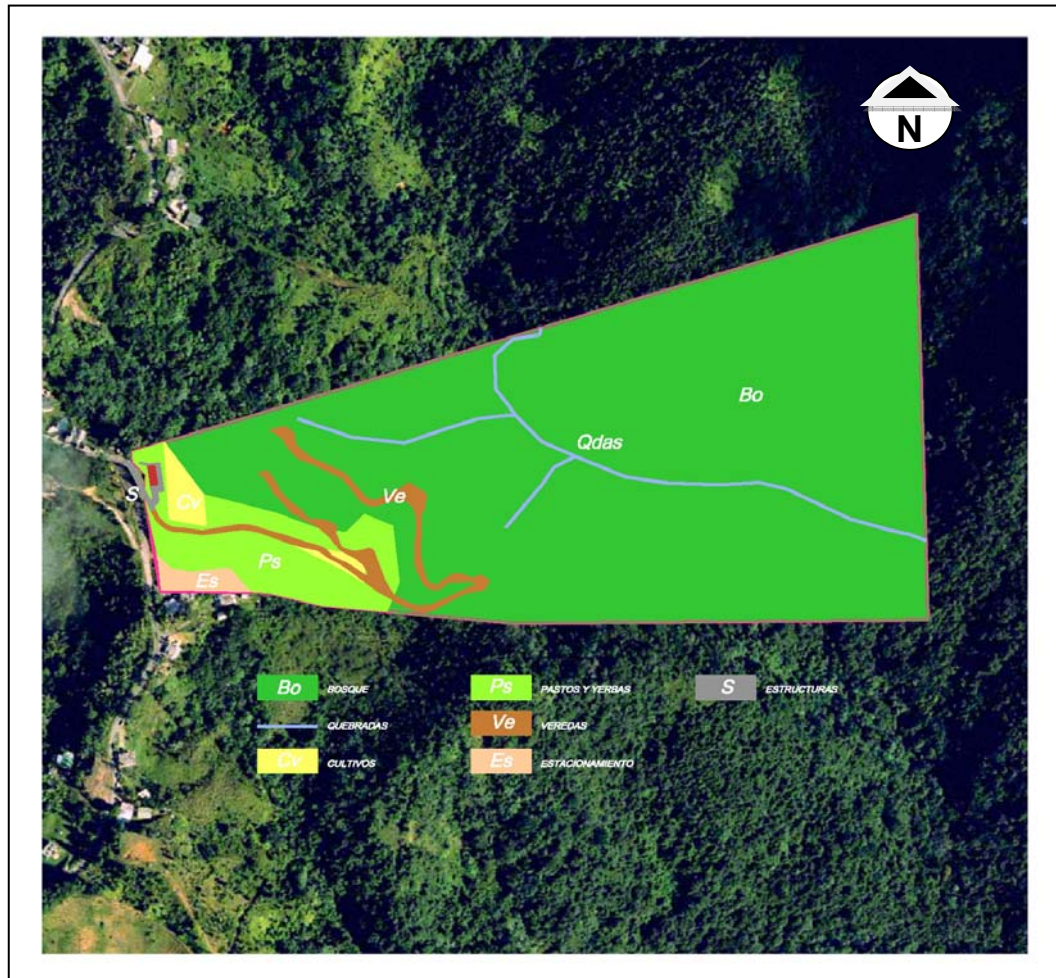 N
Bo
Qdas
Ve
S
Cv
Ps
Es
Bo BOSQUE
QUEBRADAS
Cv CULTIVOS
Ps PASTOS Y YERBAS
Ve VEREDAS
Es ESTACIONAMIENTO
S ESTRUCTURAS